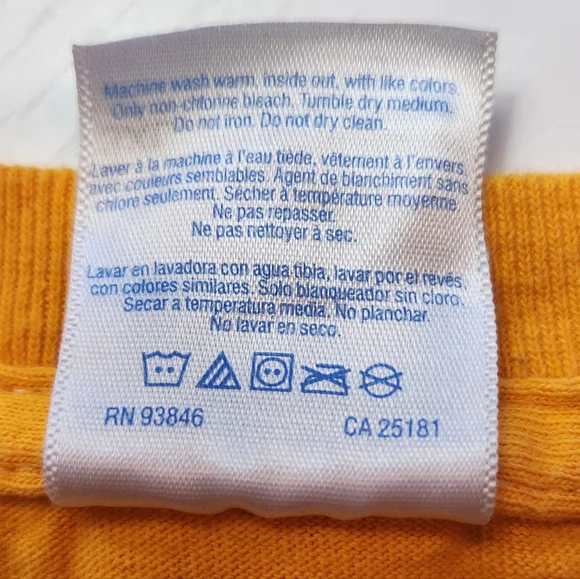 Machine wash warm, inside out, with like colors.
Only non-chlorine bleach. Tumble dry medium.
Do not iron. Do not dry clean.
Laver à la machine à l'eau tiède, vêtement à l'envers,
avec couleurs semblables. Agent de blanchiment sans
chlore seulement. Sécher à température moyenne.
Ne pas repasser.
Ne pas nettoyer à sec.
Lavar en lavadora con agua tibia, lavar por el revés,
con colores similares. Solo blanqueador sin cloro.
Secar a temperatura media. No planchar.
No lavar en seco.
RN 93846
CA 25181